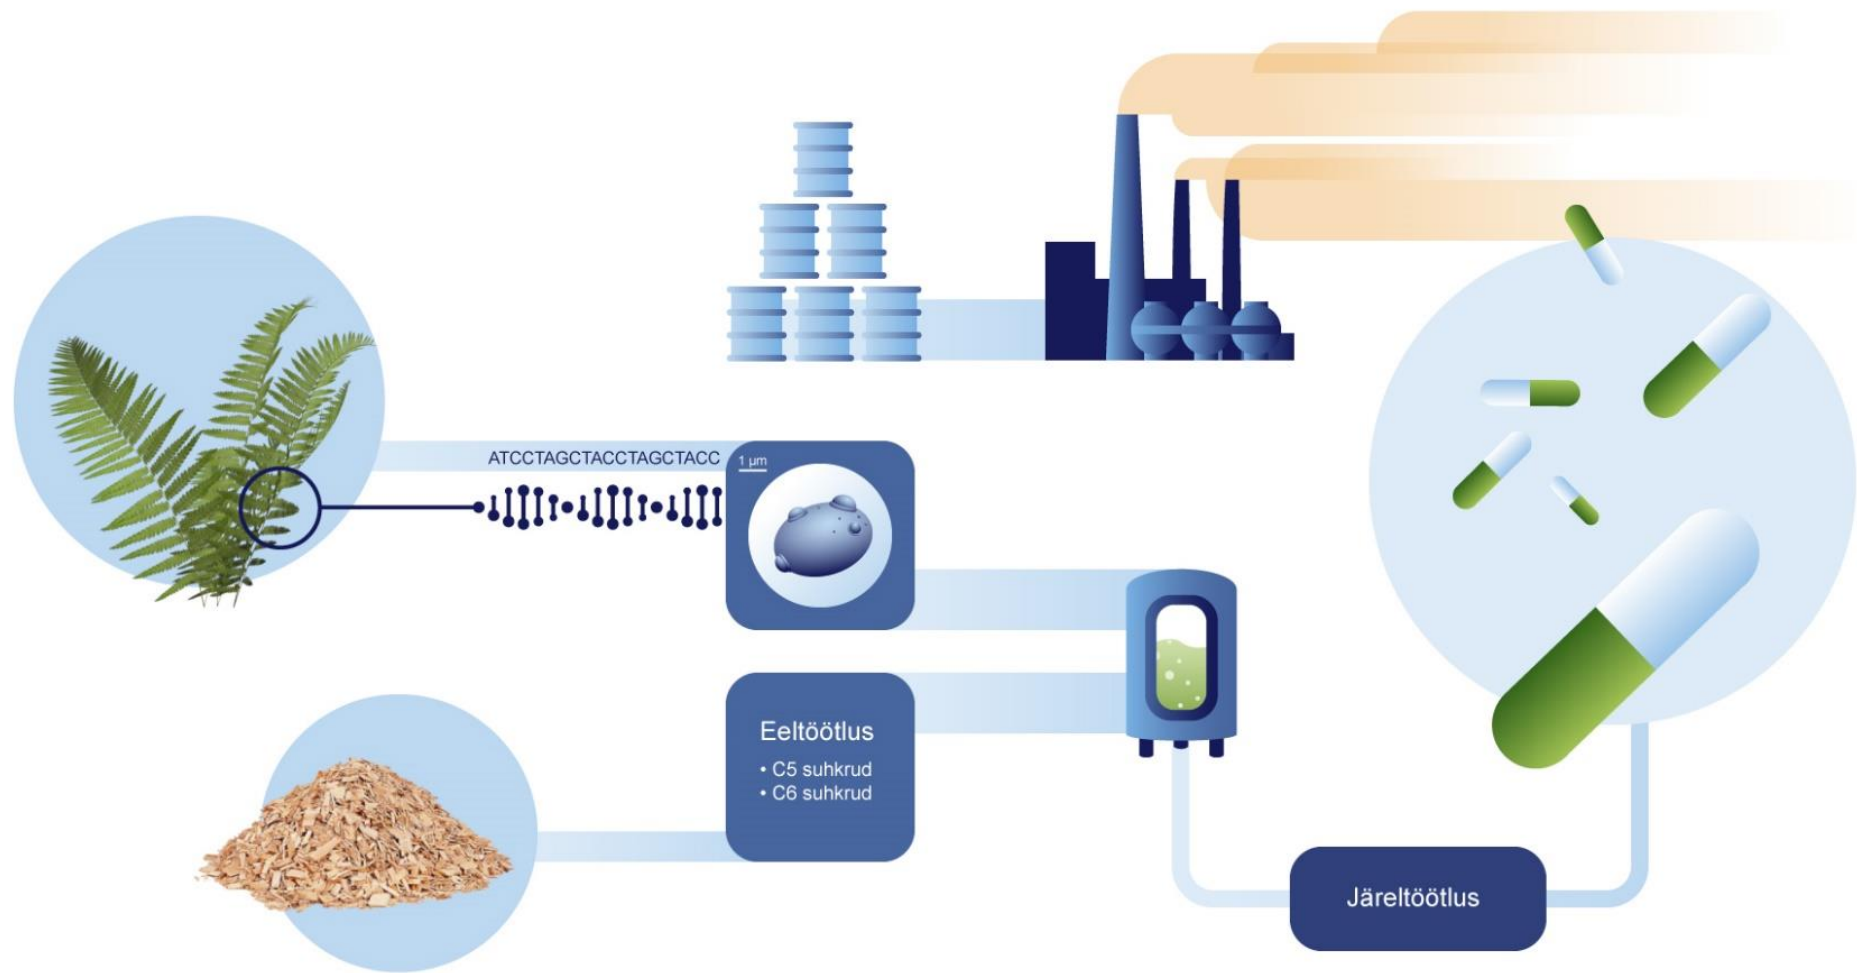 ATCCTAGCTACCTAGCTACC
1 μm
Eeltöötlus
• C5 suhkrud
• C6 suhkrud
Järeltöötlus